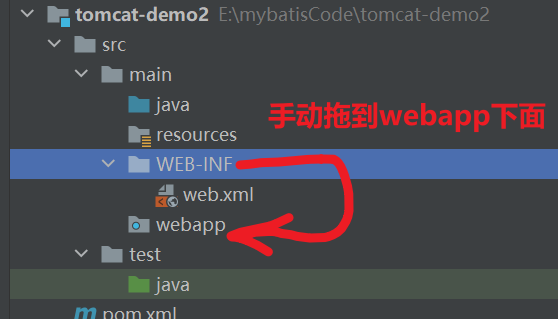 tomcat-demo2 E:\mybatisCode\tomcat-demo2
src
main
java
手动拖到webapp下面
resources
WEB-INF
web.xml
webapp
test
java
pom.xml